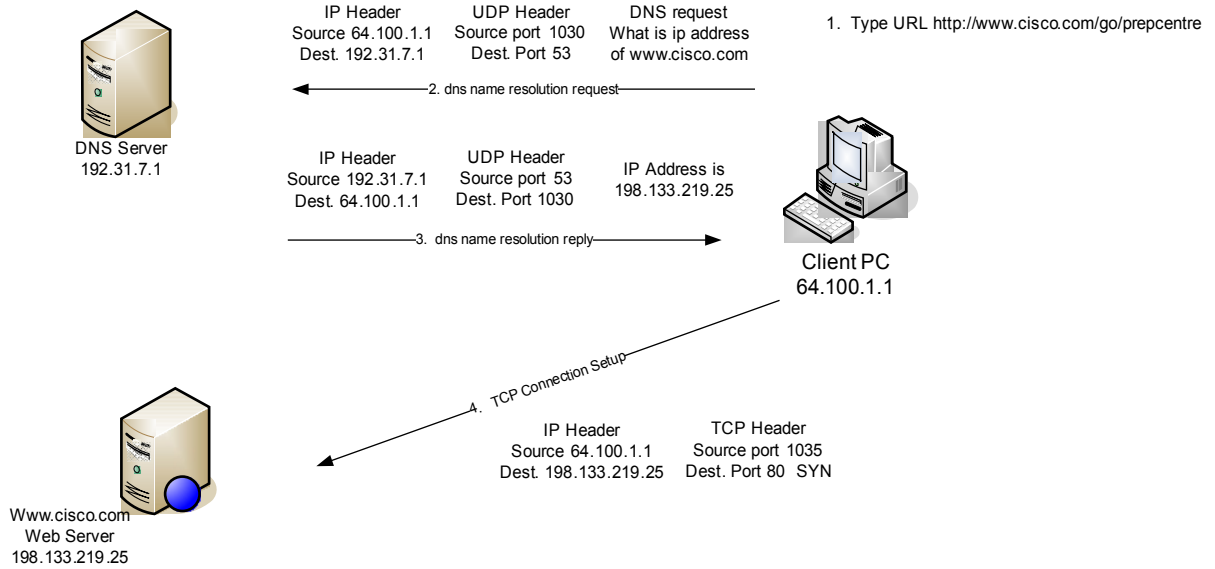 IP Header
Source 64.100.1.1
Dest. 192.31.7.1
UDP Header
Source port 1030
Dest. Port 53
DNS request
What is ip address
of www.cisco.com
1. Type URL http://www.cisco.com/go/prepcentre
2. dns name resolution request
DNS Server
192.31.7.1
IP Header
Source 192.31.7.1
Dest. 64.100.1.1
UDP Header
Source port 53
Dest. Port 1030
IP Address is
198.133.219.25
3. dns name resolution reply
Client PC
64.100.1.1
4. TCP Connection Setup
IP Header
Source 64.100.1.1
Dest. 198.133.219.25
TCP Header
Source port 1035
Dest. Port 80 SYN
Www.cisco.com
Web Server
198.133.219.25